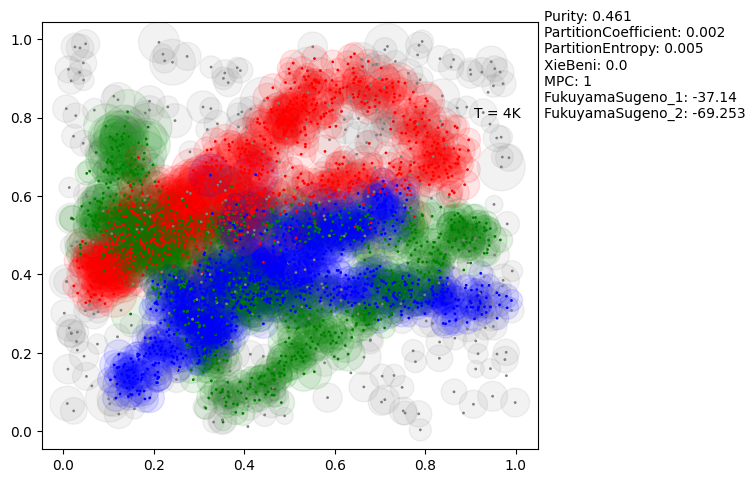 Purity: 0.461
PartitionCoefficient: 0.002
PartitionEntropy: 0.005
XieBeni: 0.0
MPC: 1
FukuyamaSugeno_1: -37.14
FukuyamaSugeno_2: -69.253
T = 4K
1.0
0.8
0.6
0.4
0.2
0.0
0.0 0.2 0.4 0.6 0.8 1.0